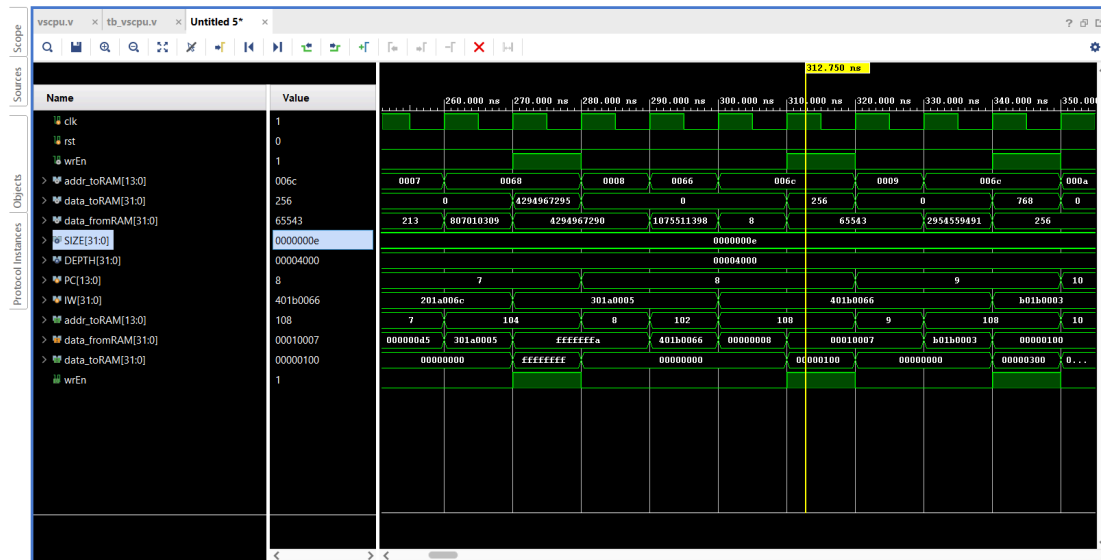 vscpu.v × tb_vscpu.v × Untitled 5* ×
Scope
Sources
Objects
Protocol Instances
312.750 ns
Name Value
260.000 ns 270.000 ns 280.000 ns 290.000 ns 300.000 ns 310.000 ns 320.000 ns 330.000 ns 340.000 ns 350.00
clk 1
rst 0
wrEn 1
addr_toRAM[13:0] 006c 0007 0068 0008 0066 006c 0009 006c 000a
data_toRAM[31:0] 256 0 4294967295 0 256 0 768 0
data_fromRAM[31:0] 65543 213 807010309 4294967290 1075511398 8 65543 2954559491 256
SIZE[31:0] 0000000e 0000000e
DEPTH[31:0] 00004000 00004000
PC[13:0] 8 7 8 9 10
IW[31:0] 401b0066 201a006c 301a0005 401b0066 b01b0003
addr_toRAM[13:0] 108 7 104 8 102 108 9 108 10
data_fromRAM[31:0] 00010007 000000d5 301a0005 fffffffa 401b0066 00000008 00010007 b01b0003 00000100
data_toRAM[31:0] 00000100 00000000 ffffffff 00000000 00000100 00000000 00000300 0...
wrEn 1